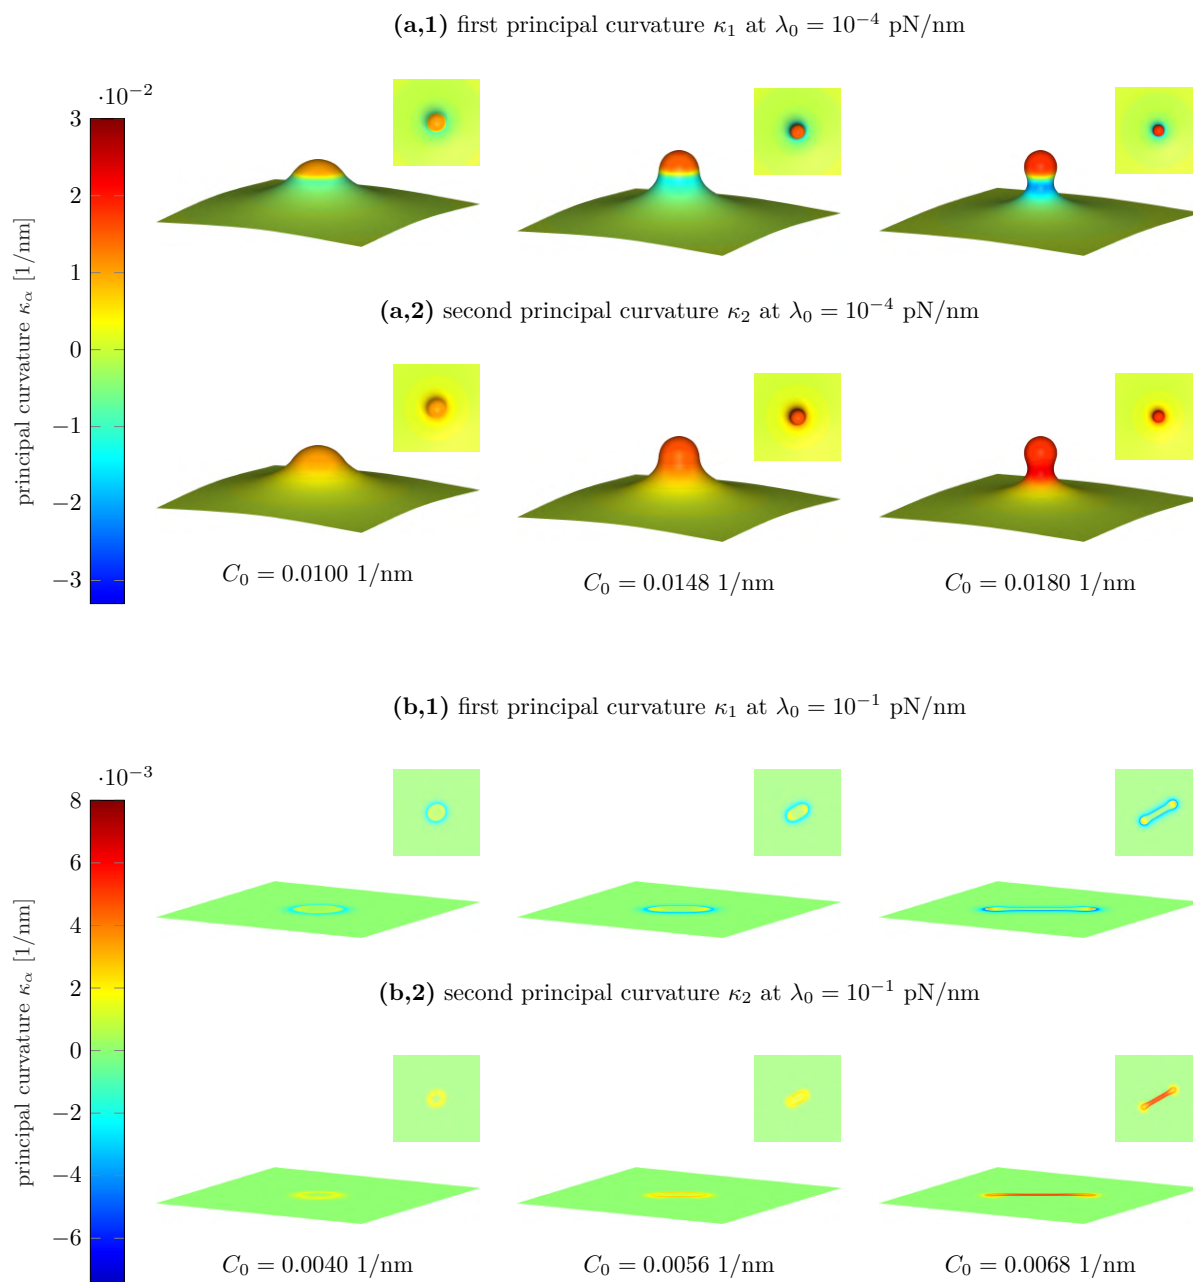 (a,1) first principal curvature κ₁ at λ₀ = 10⁻⁴ pN/nm
·10⁻²
3
2
1
0
−1
−2
−3
principal curvature κ_α [1/nm]
(a,2) second principal curvature κ₂ at λ₀ = 10⁻⁴ pN/nm
C₀ = 0.0100 1/nm
C₀ = 0.0148 1/nm
C₀ = 0.0180 1/nm
(b,1) first principal curvature κ₁ at λ₀ = 10⁻¹ pN/nm
·10⁻³
8
6
4
2
0
−2
−4
−6
principal curvature κ_α [1/nm]
(b,2) second principal curvature κ₂ at λ₀ = 10⁻¹ pN/nm
C₀ = 0.0040 1/nm
C₀ = 0.0056 1/nm
C₀ = 0.0068 1/nm